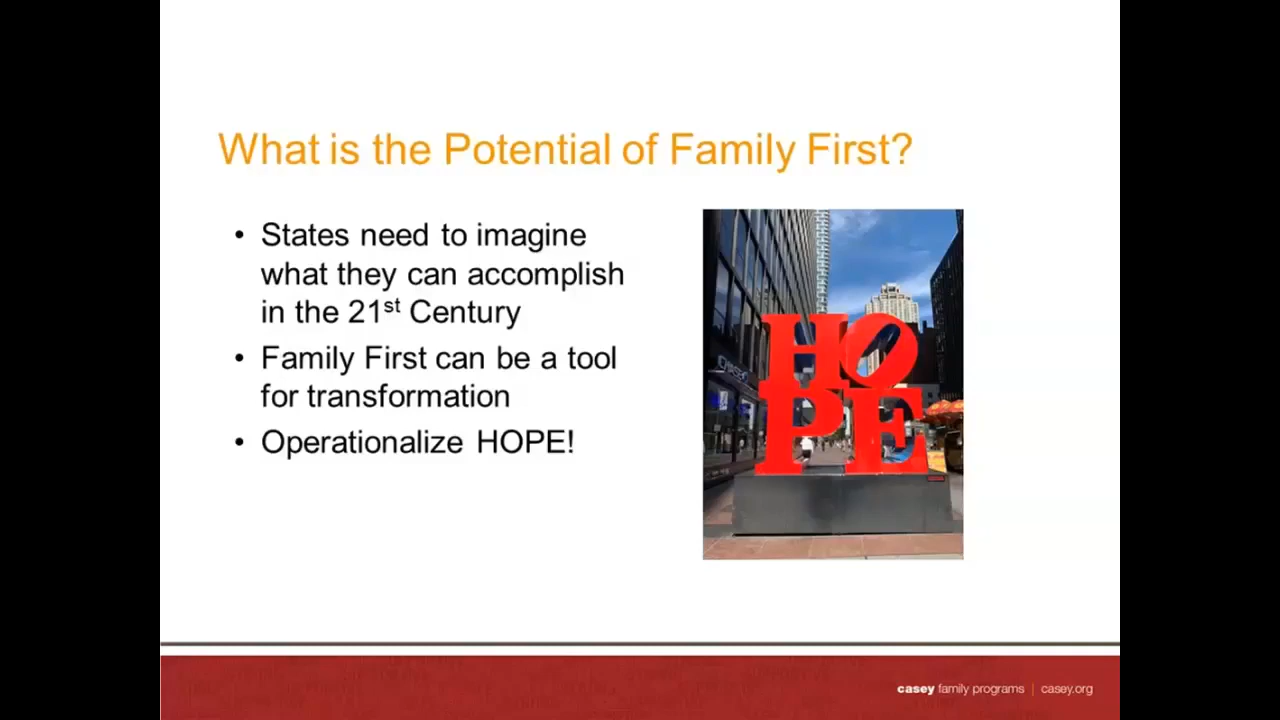 What is the Potential of Family First?
• States need to imagine
what they can accomplish
in the 21st Century
• Family First can be a tool
for transformation
• Operationalize HOPE!
HO
PE
CHASE
casey family programs | casey.org